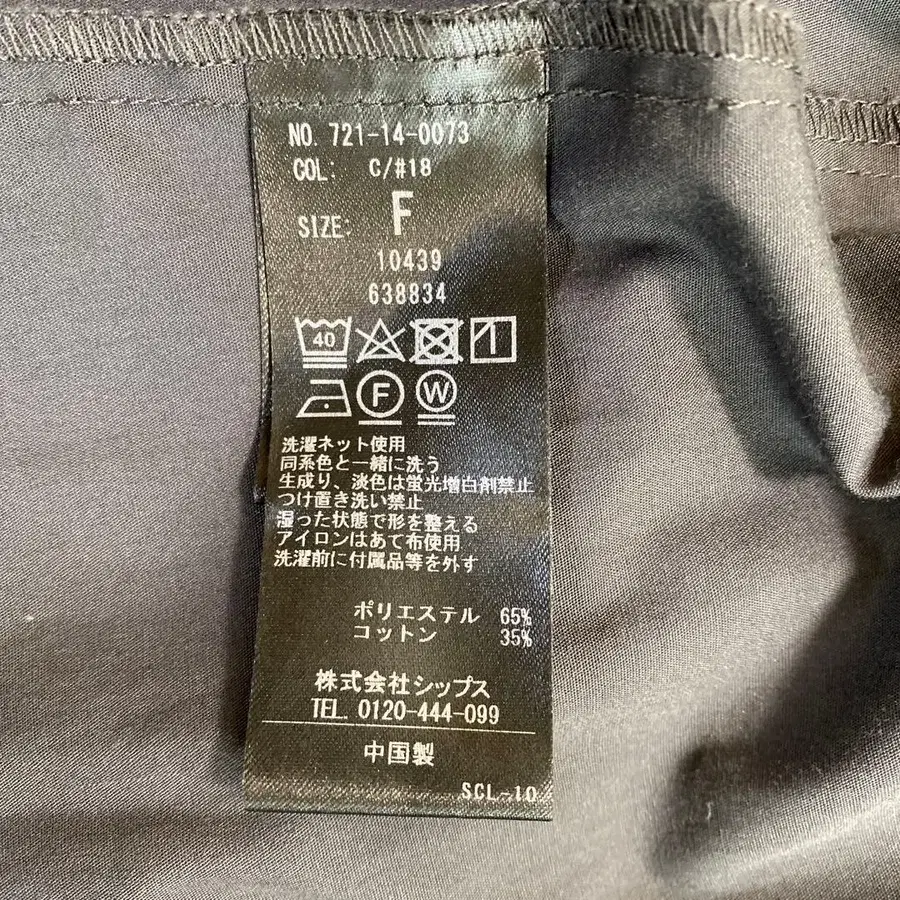 NO. 721-14-0073
COL: C/#18
SIZE: F
10439
638834
40
F W
洗濯ネット使用
同系色と一緒に洗う
生成り、淡色は蛍光増白剤禁止
つけ置き洗い禁止
湿った状態で形を整える
アイロンはあて布使用
洗濯前に付属品等を外す
ポリエステル 65%
コットン 35%
株式会社シップス
TEL. 0120-444-099
中国製
SCL-10